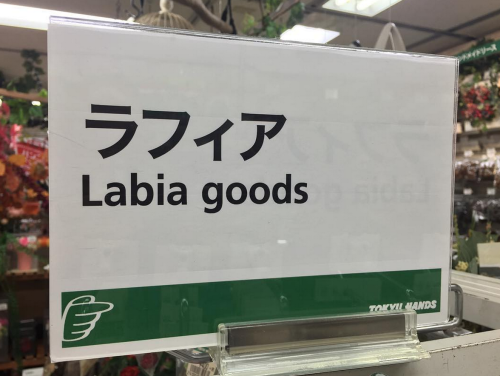 ラフィア
Labia goods
TOKYU HANDS